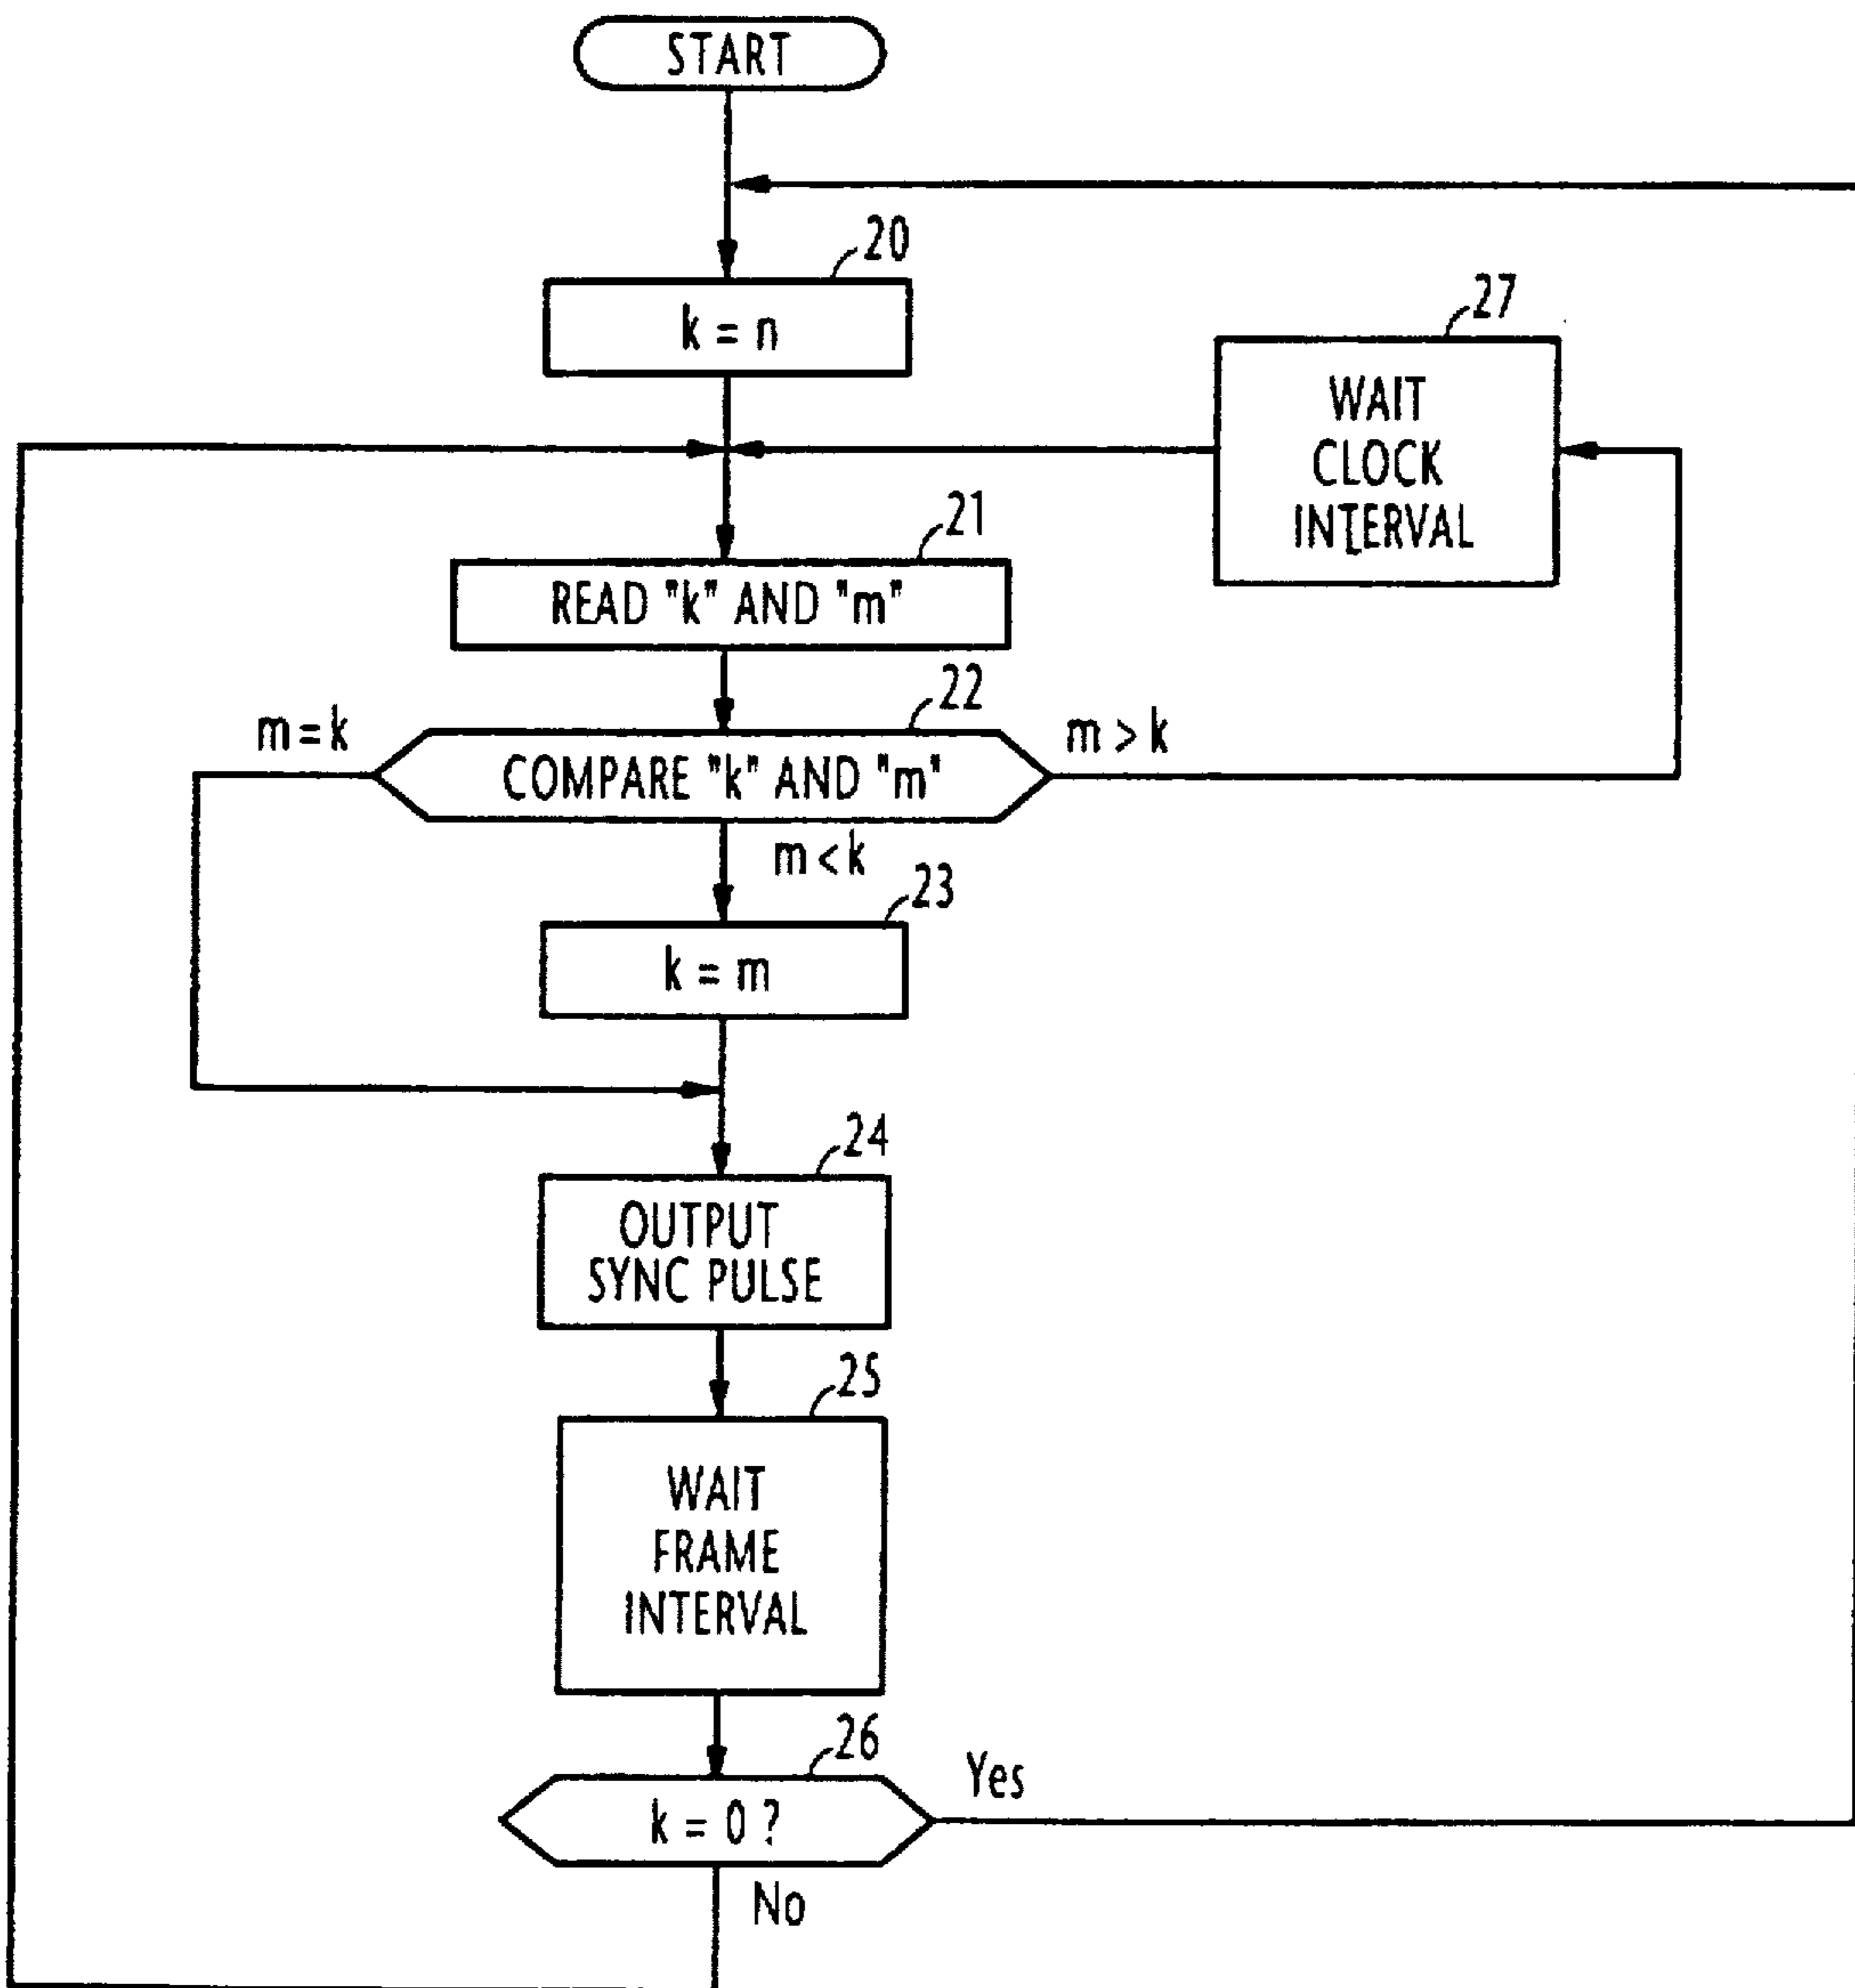 START
20
k = n
27
WAIT
CLOCK
INTERVAL
21
READ "k" AND "m"
22
m = k
m > k
COMPARE "k" AND "m"
m < k
23
k = m
24
OUTPUT
SYNC PULSE
25
WAIT
FRAME
INTERVAL
26
Yes
k = 0 ?
No